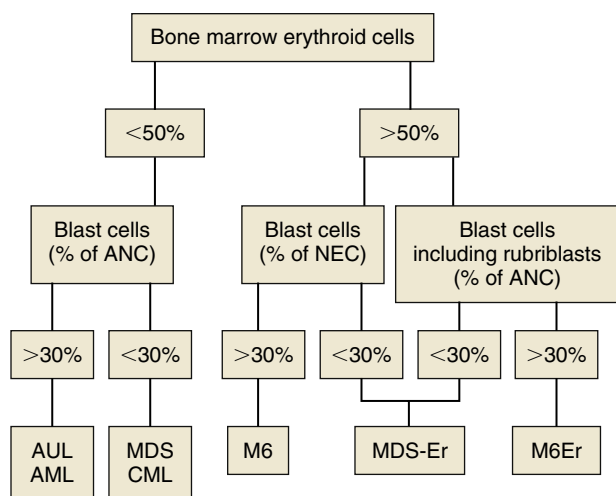 Bone marrow erythroid cells
<50%
>50%
Blast cells
(% of ANC)
Blast cells
(% of NEC)
Blast cells
including rubriblasts
(% of ANC)
>30%
<30%
>30%
<30%
<30%
>30%
AUL
AML
MDS
CML
M6
MDS-Er
M6Er